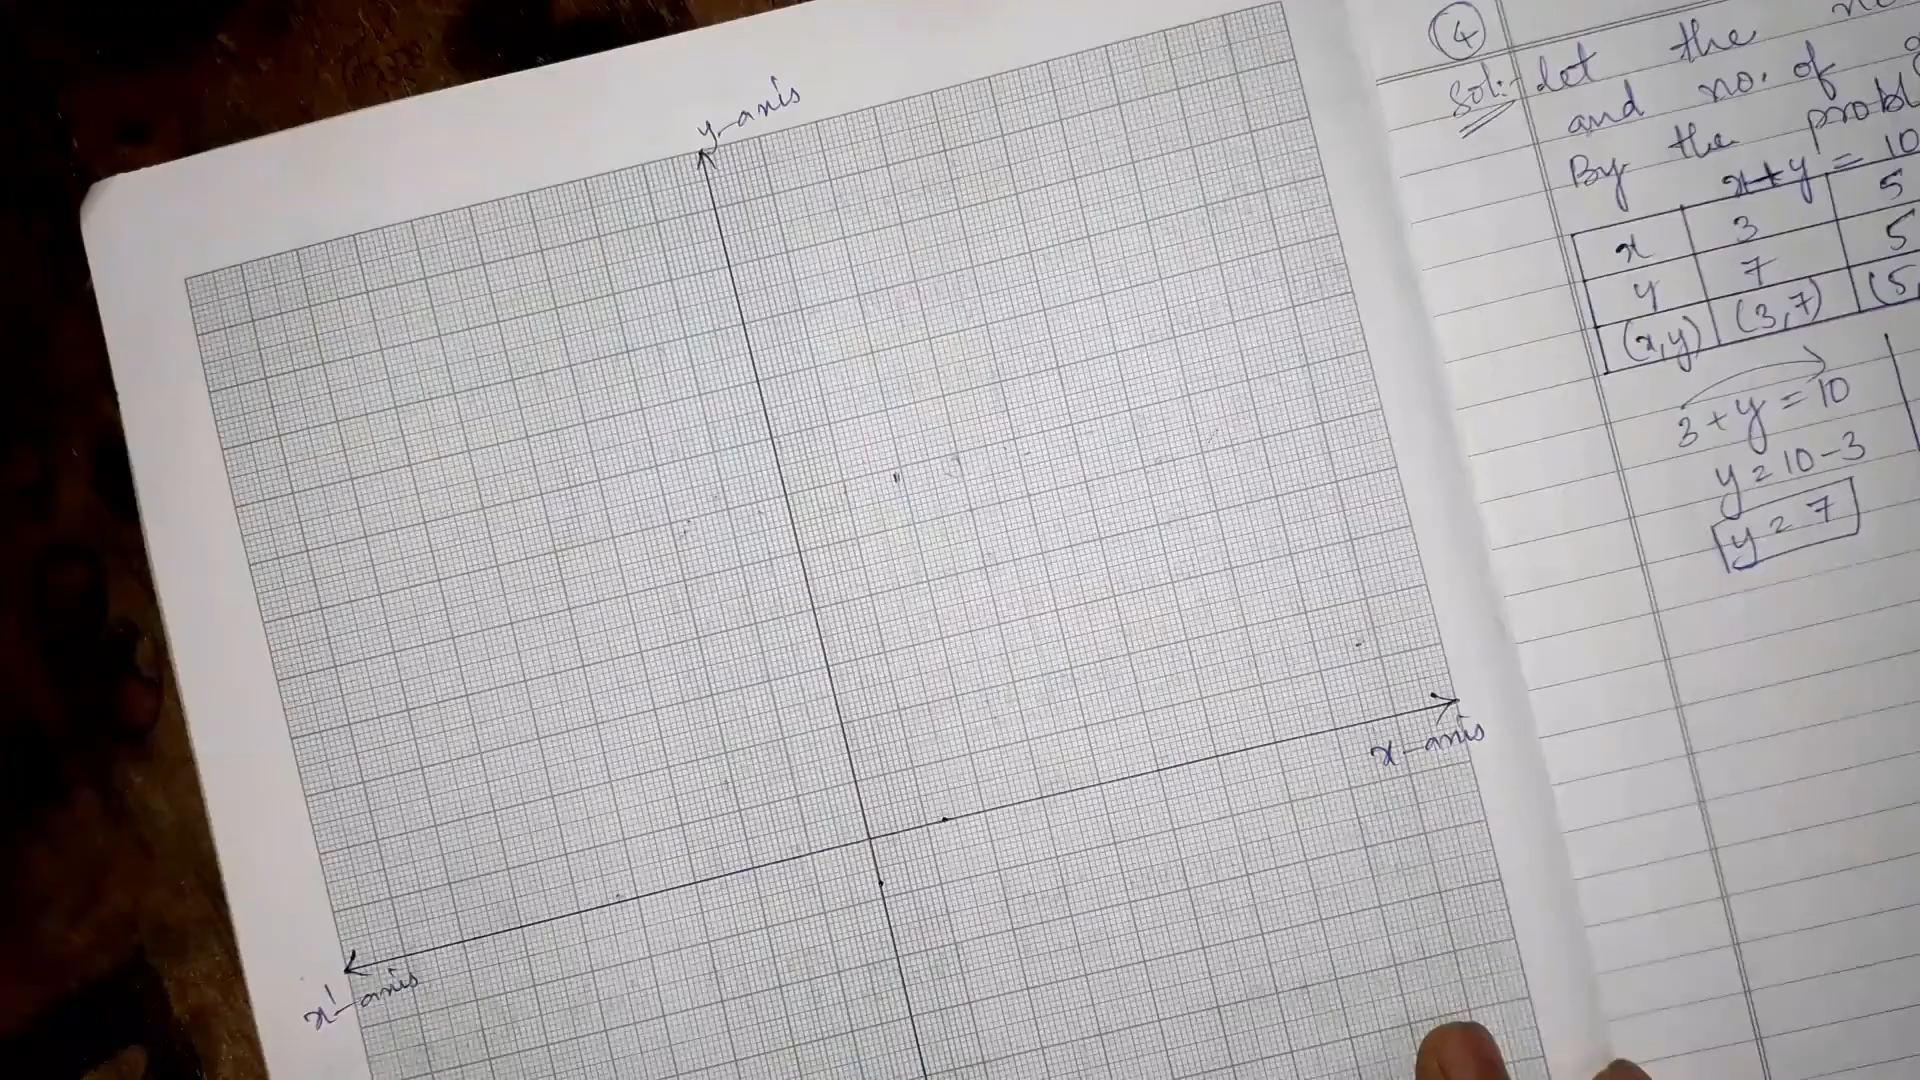 y-axis
x-axis
x'-axis
4
Sol:- Let the
and no. of
By the probl
x+y = 10
x 3 5
y 7 5
(x,y) (3,7) (5,
3+y=10
y=10-3
y=7